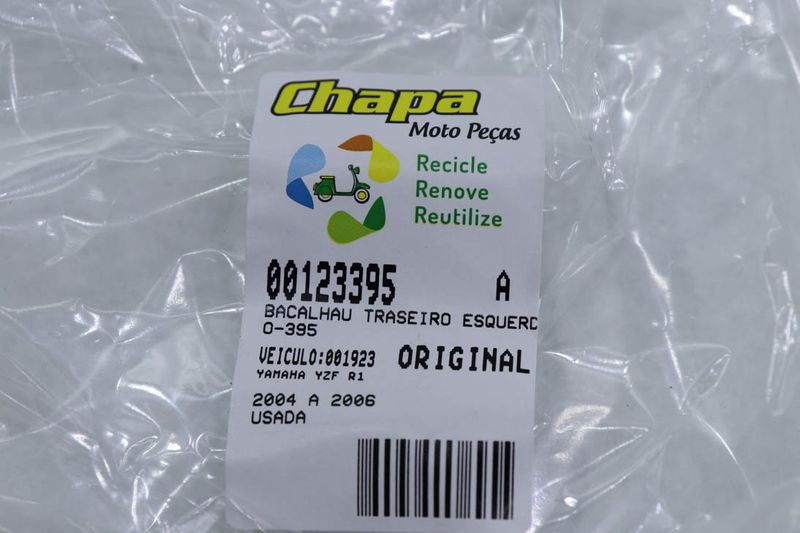 Chapa
Moto Peças
Recicle
Renove
Reutilize
00123395 A
BACALHAU TRASEIRO ESQUERD
O-395
VEICULO:001923 ORIGINAL
YAMAHA YZF R1
2004 A 2006
USADA